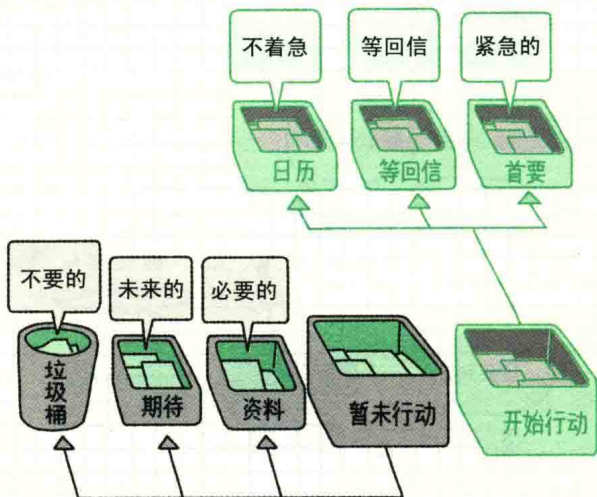 不着急
等回信
紧急的
日历
等回信
首要
不要的
未来的
必要的
垃圾桶
期待
资料
暂未行动
开始行动